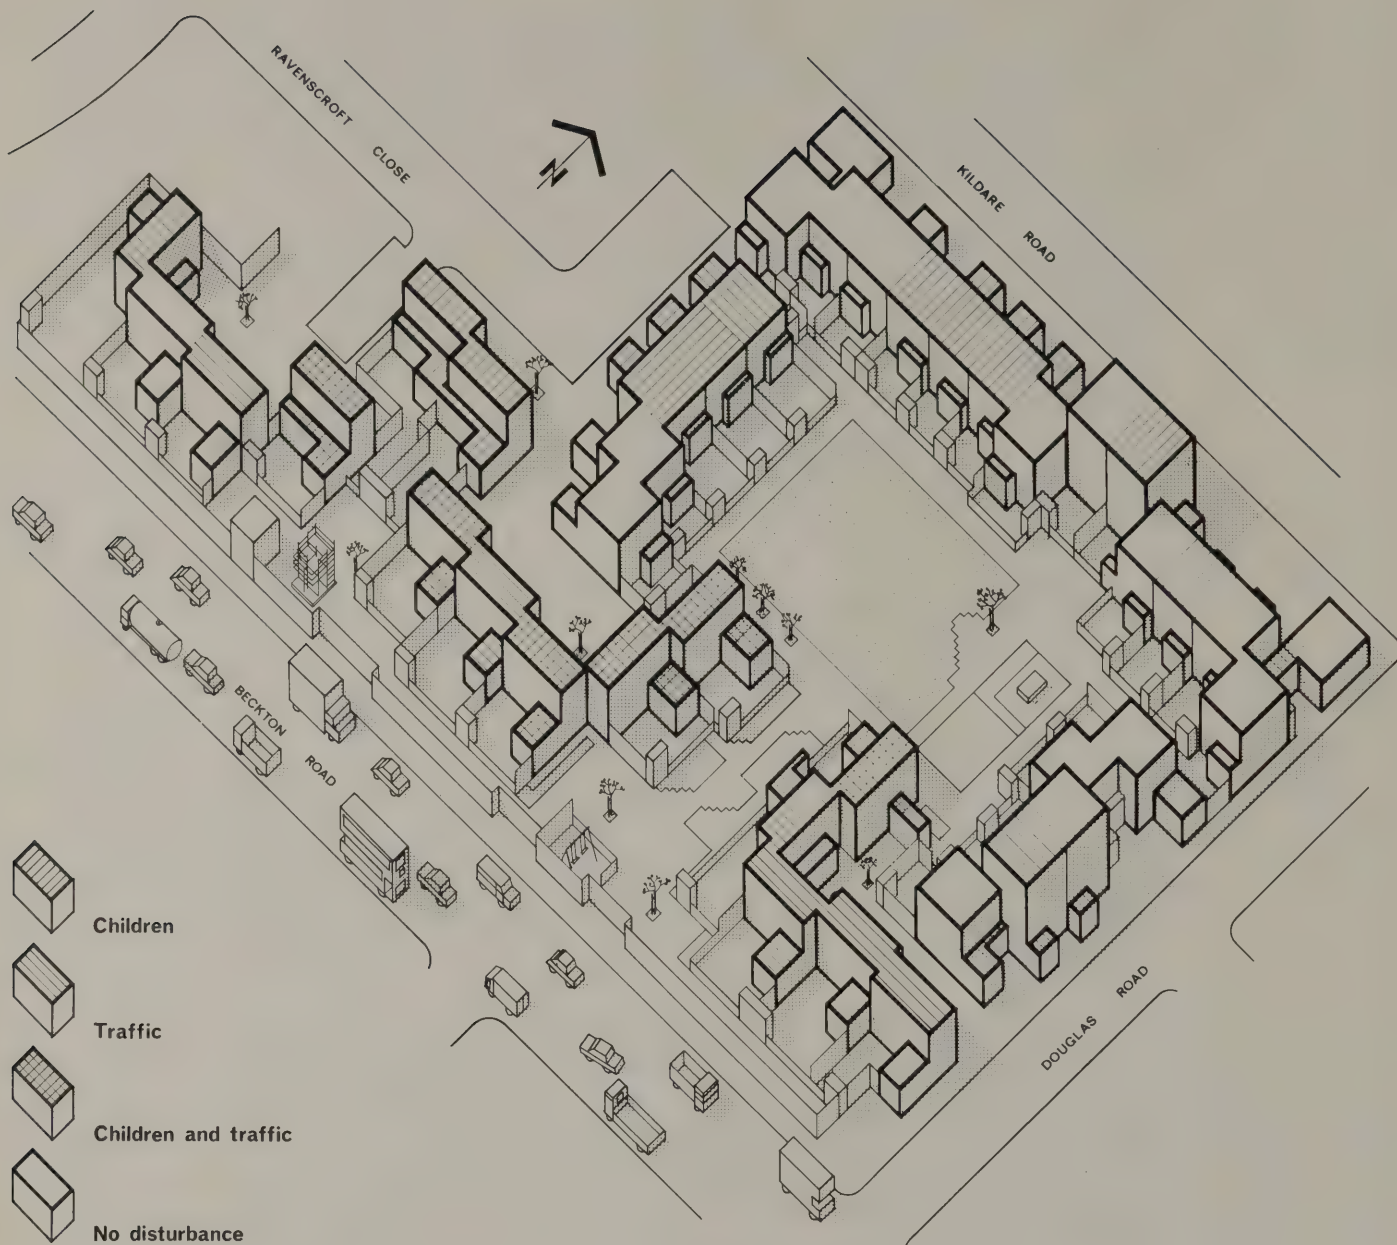 RAVENSCROFT CLOSE
N
KILDARE ROAD
BECKTON ROAD
DOUGLAS ROAD
Children
Traffic
Children and traffic
No disturbance